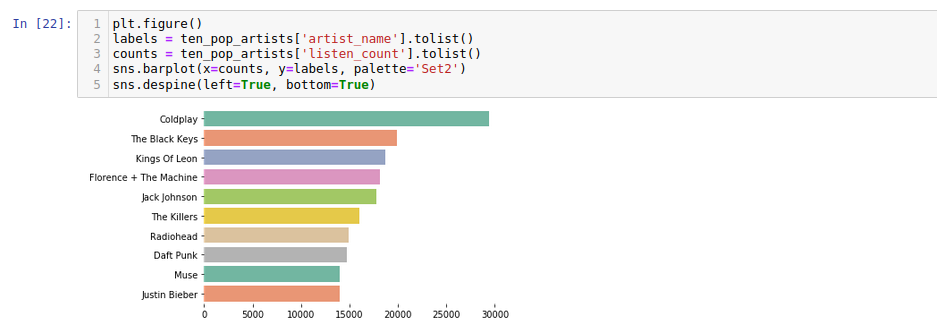 In [22]:
1 plt.figure()
2 labels = ten_pop_artists['artist_name'].tolist()
3 counts = ten_pop_artists['listen_count'].tolist()
4 sns.barplot(x=counts, y=labels, palette='Set2')
5 sns.despine(left=True, bottom=True)
Coldplay
The Black Keys
Kings Of Leon
Florence + The Machine
Jack Johnson
The Killers
Radiohead
Daft Punk
Muse
Justin Bieber
0 5000 10000 15000 20000 25000 30000